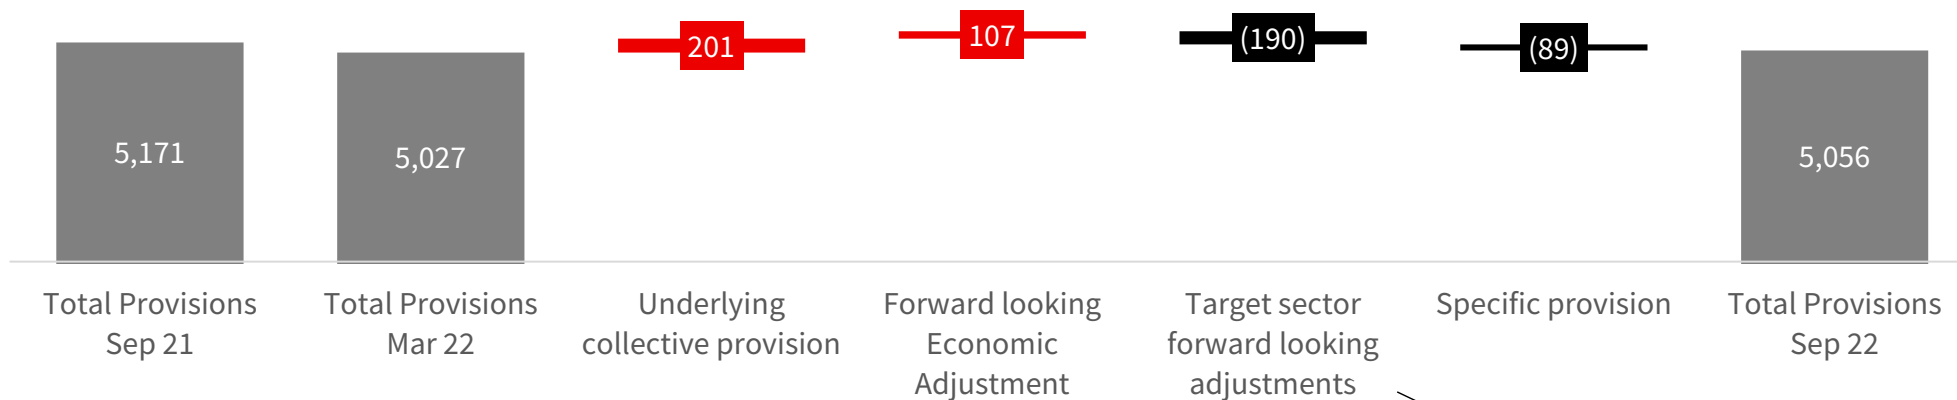 201
107
(190)
(89)
5,171
5,027
5,056
Total Provisions
Sep 21
Total Provisions
Mar 22
Underlying
collective provision
Forward looking
Economic
Adjustment
Target sector
forward looking
adjustments
Specific provision
Total Provisions
Sep 22